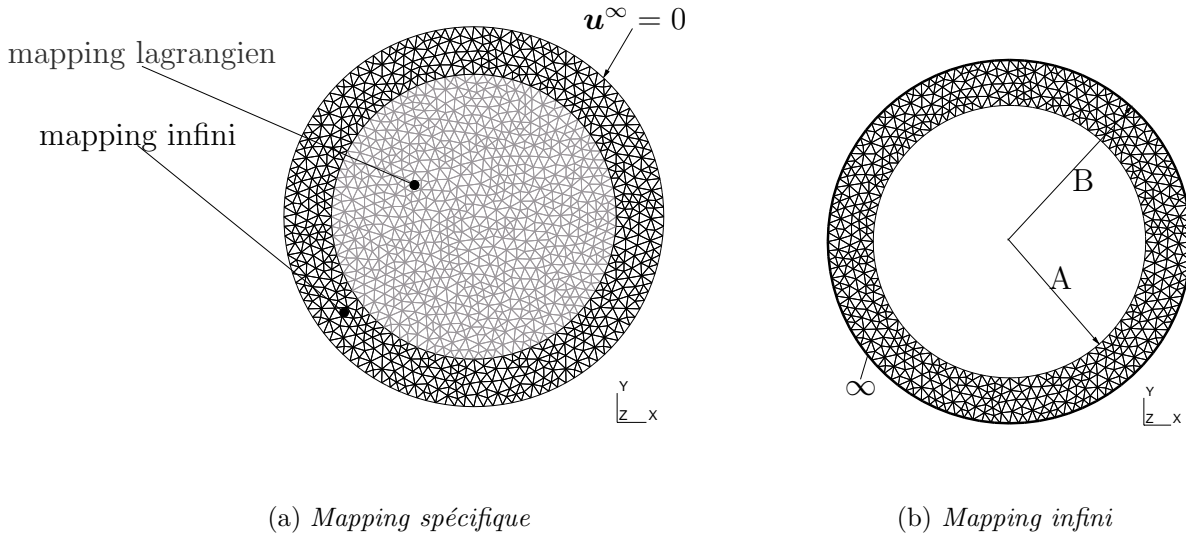 u^∞ = 0
mapping lagrangien
mapping infini
Y
Z X
(a) Mapping spécifique
B
A
∞
Y
Z X
(b) Mapping infini